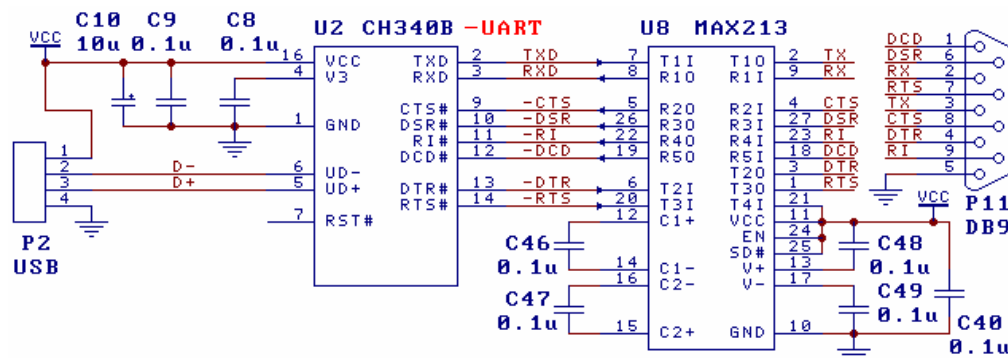 C10 C9 C8
10u 0.1u 0.1u
VCC
U2 CH340B -UART
U8 MAX213
16 VCC TXD 2 TXD 7 T1I T1O 2 TX
4 V3 RXD 3 RXD 8 R1O R1I 9 RX
CTS# 9 -CTS 5 R2O R2I 4 CTS
1 GND DSR# 10 -DSR 26 R3O R3I 27 DSR
RI# 11 -RI 22 R4O R4I 23 RI
DCD# 12 -DCD 19 R5O R5I 18 DCD
6 UD- T2O 3 DTR
5 UD+ DTR# 13 -DTR 6 T2I T3O 1 RTS
RTS# 14 -RTS 20 T3I T4I 21
7 RST# 12 C1+ VCC 11
EN 24
SD# 25
14 C1- V+ 13
16 C2- V- 17
15 C2+ GND 10
1
2 D-
3 D+
4
P2
USB
C46
0.1u
C47
0.1u
DCD 1
DSR 6
RX 2
RTS 7
TX 3
CTS 8
DTR 4
RI 9
5
VCC
P11
DB9
C48
0.1u
C49
0.1u
C40
0.1u